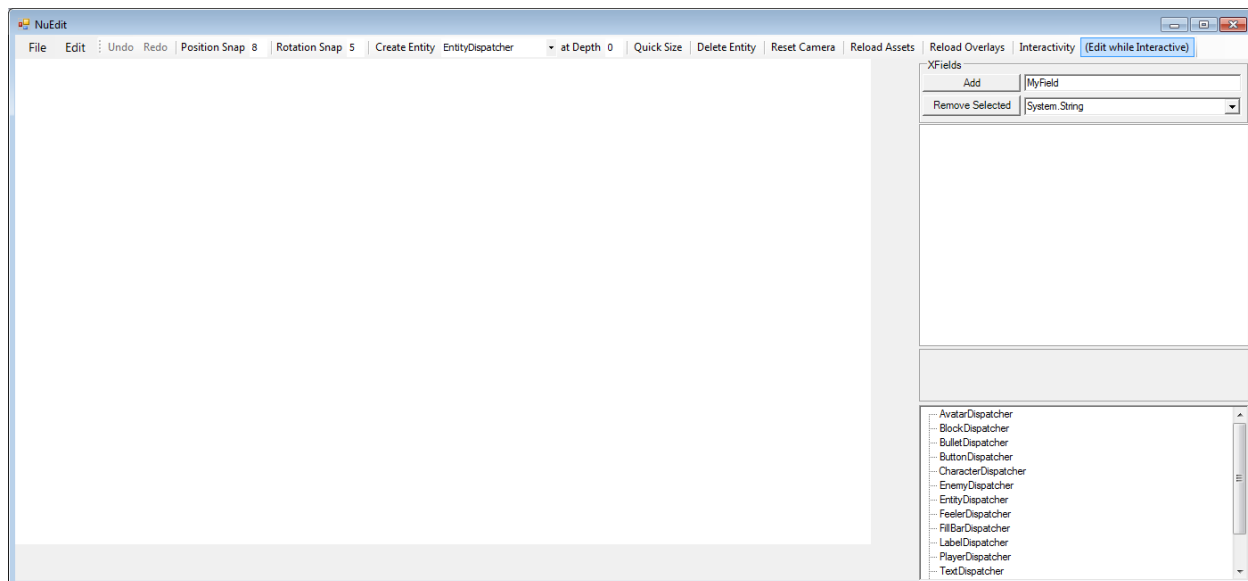 NuEdit
File Edit Undo Redo Position Snap 8 Rotation Snap 5 Create Entity EntityDispatcher at Depth 0 Quick Size Delete Entity Reset Camera Reload Assets Reload Overlays Interactivity (Edit while Interactive)
XFields
Add MyField
Remove Selected System.String
AvatarDispatcher
BlockDispatcher
BulletDispatcher
ButtonDispatcher
CharacterDispatcher
EnemyDispatcher
EntityDispatcher
FeelerDispatcher
FillBarDispatcher
LabelDispatcher
PlayerDispatcher
TextDispatcher